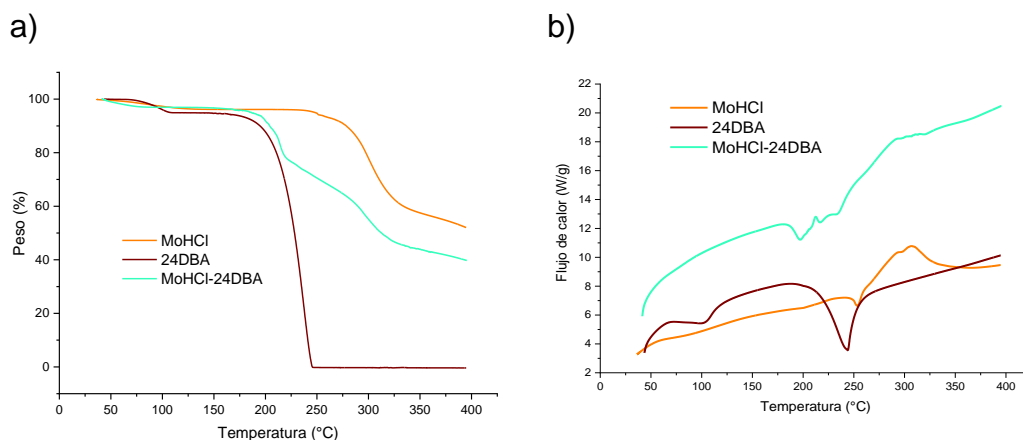 a)
b)
100
80
60
40
20
0
Peso (%)
MoHCl
24DBA
MoHCl-24DBA
0 50 100 150 200 250 300 350 400
Temperatura (°C)
22
20
18
16
14
12
10
8
6
4
2
Flujo de calor (W/g)
MoHCl
24DBA
MoHCl-24DBA
0 50 100 150 200 250 300 350 400
Temperatura (°C)